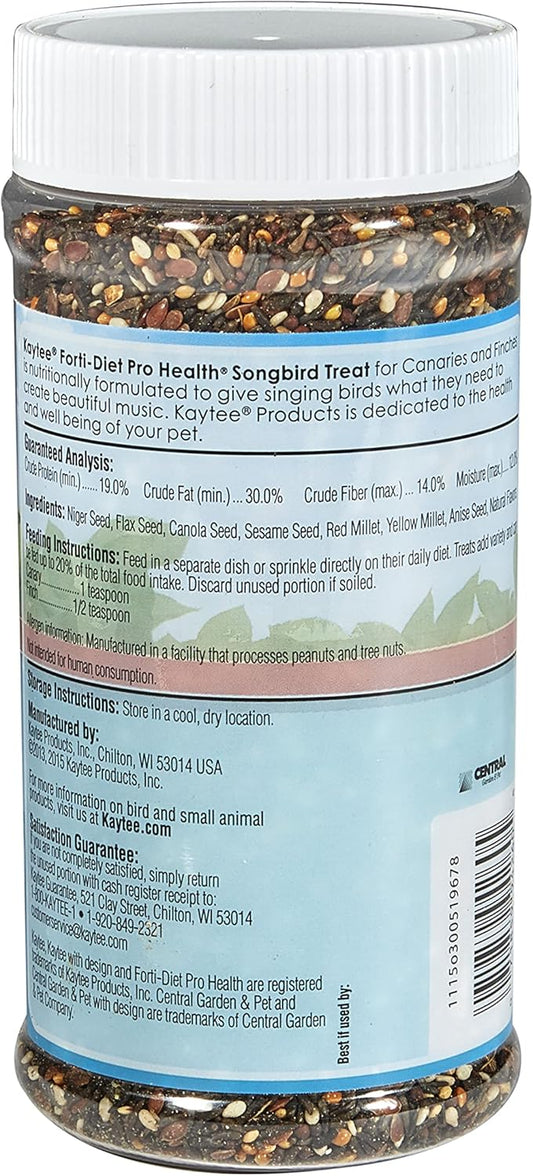 Kaytee® Forti-Diet Pro Health® Songbird Treat for Canaries and Finches
is nutritionally formulated to give singing birds what they need to
create beautiful music. Kaytee® Products is dedicated to the health
and well being of your pet.
Guaranteed Analysis:
Crude Protein (min.) ..... 19.0% Crude Fat (min.) ... 30.0% Crude Fiber (max.) ... 14.0% Moisture (max.) ... 12.0%
Ingredients: Niger Seed, Flax Seed, Canola Seed, Sesame Seed, Red Millet, Yellow Millet, Anise Seed, Natural
Feeding Instructions: Feed in a separate dish or sprinkle directly on their daily diet. Treats add variety and can
be fed up to 20% of the total food intake. Discard unused portion if soiled.
Canary ............ 1 teaspoon
Finch ............ 1/2 teaspoon
Allergen information: Manufactured in a facility that processes peanuts and tree nuts.
Not intended for human consumption.
Storage Instructions: Store in a cool, dry location.
Manufactured by:
Kaytee Products, Inc., Chilton, WI 53014 USA
©2013, 2015 Kaytee Products, Inc.
For more information on bird and small animal
products, visit us at Kaytee.com
Satisfaction Guarantee:
If you are not completely satisfied, simply return
the unused portion with cash register receipt to:
Kaytee Guarantee, 521 Clay Street, Chilton, WI 53014
1-800-KAYTEE-1 • 1-920-849-2321
customerservice@kaytee.com
Kaytee, Kaytee with design and Forti-Diet Pro Health are registered
trademarks of Kaytee Products, Inc. Central Garden & Pet and
Central Garden & Pet with design are trademarks of Central Garden
& Pet Company.
Best if used by:
CENTRAL
Garden & Pet
1115o300519678